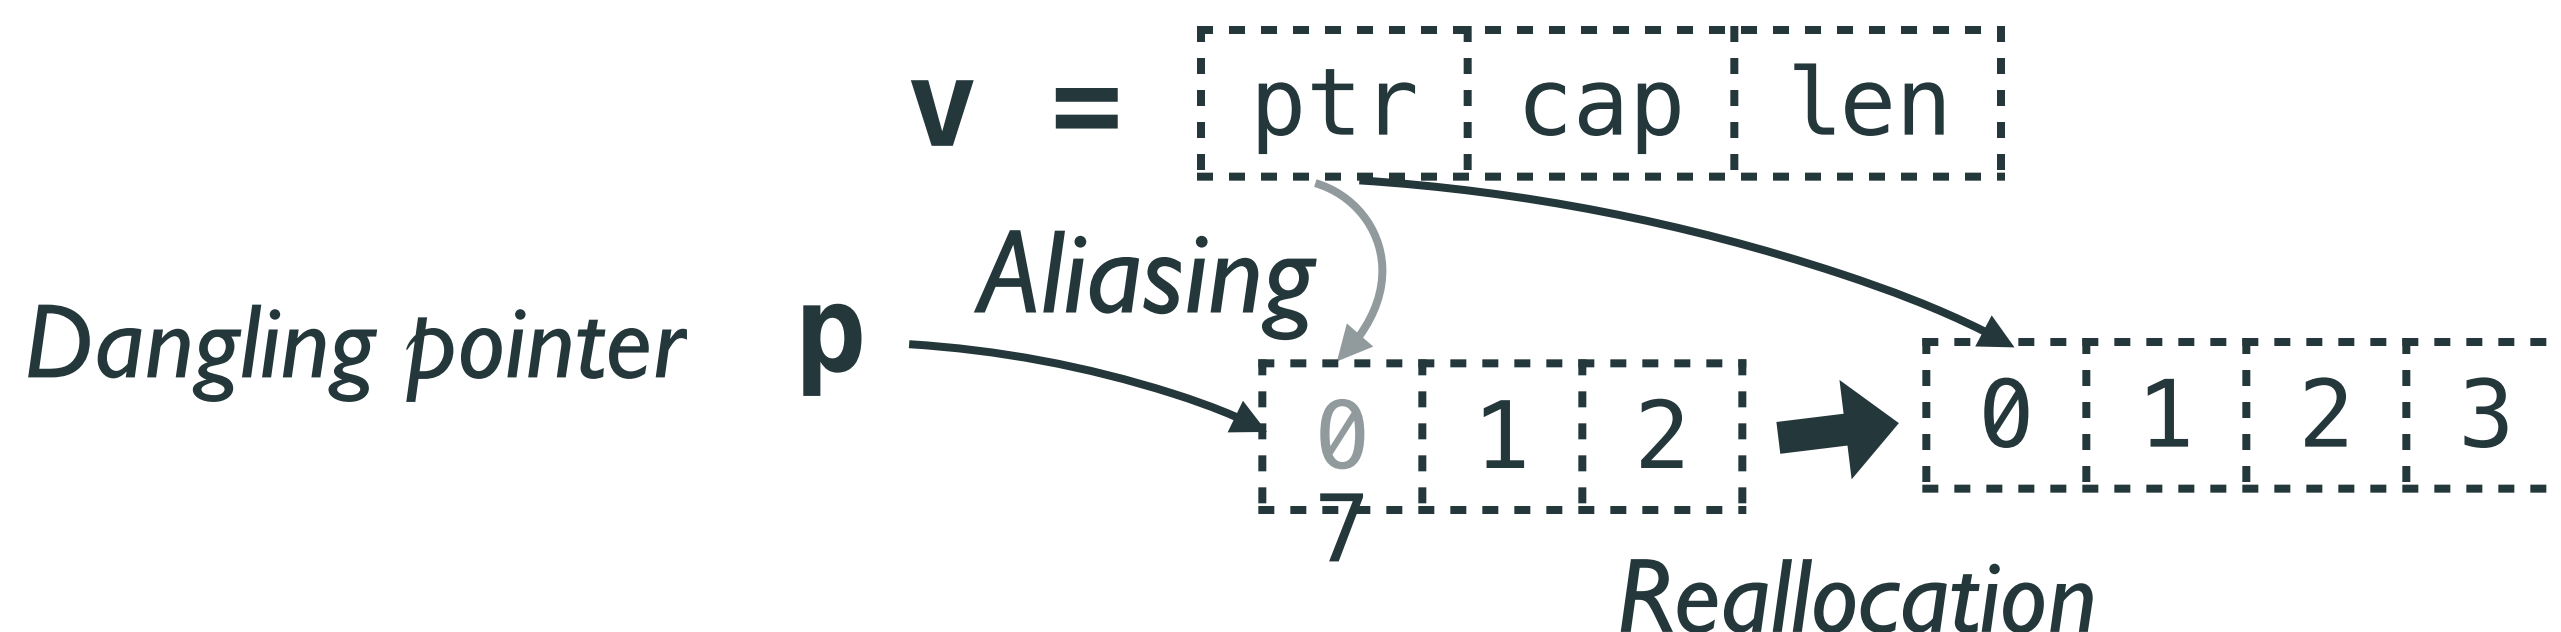 v = ptr cap len
Aliasing
Dangling pointer p
0 1 2 0 1 2 3
7
Reallocation